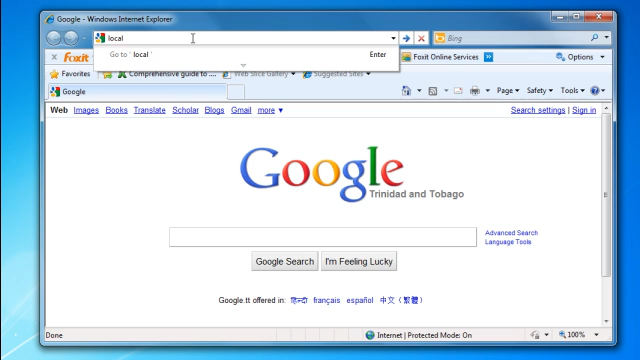 Google - Windows Internet Explorer
local
Bing
Go to ' local '
Enter
Foxit
Foxit Online Services
Options
Favorites
Comprehensive guide to ....
Web Slice Gallery
Suggested Sites
Google
Page
Safety
Tools
Web Images Books Translate Scholar Blogs Gmail more ▼
Search settings | Sign in
Google
Trinidad and Tobago
Advanced Search
Language Tools
Google Search
I'm Feeling Lucky
Google.tt offered in: हिन्दी français español 中文 (繁體)
Done
Internet | Protected Mode: On
100%